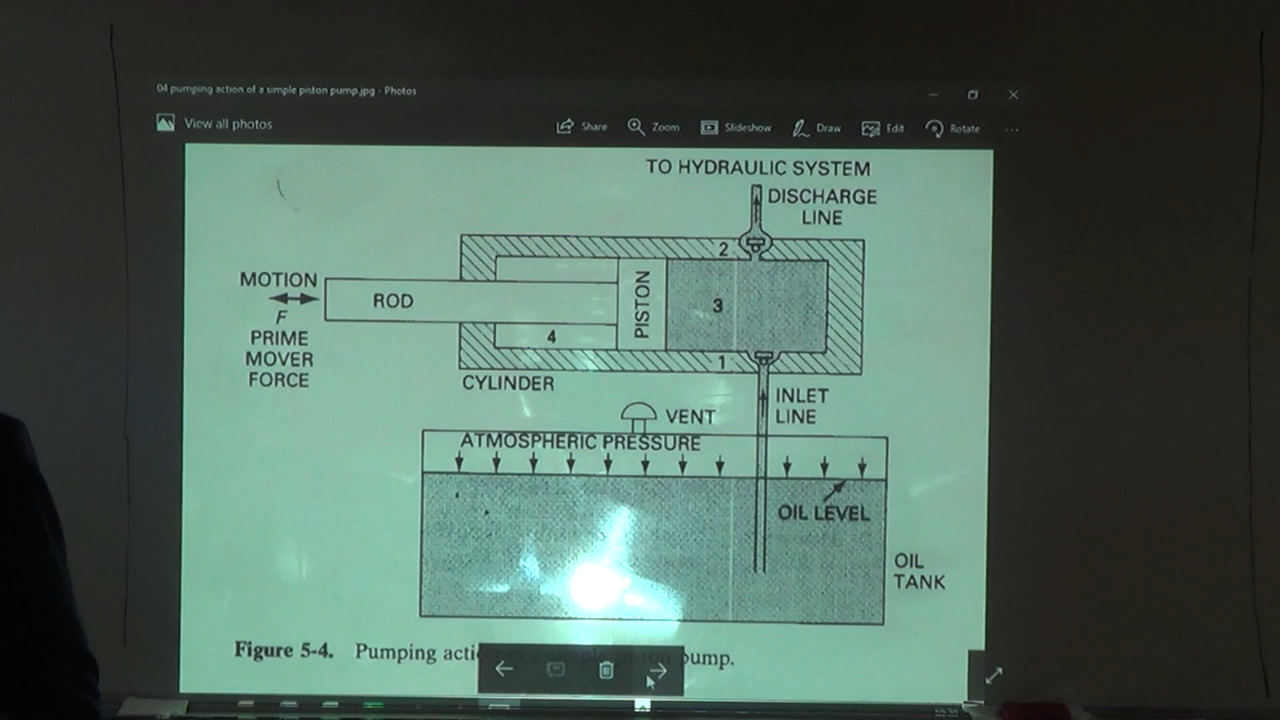 04 pumping action of a simple piston pump.jpg - Photos
View all photos
Share Zoom Slideshow Draw Edit Rotate
TO HYDRAULIC SYSTEM
DISCHARGE
LINE
2
MOTION
ROD
PISTON
3
F
PRIME
MOVER
FORCE
4
1
CYLINDER
INLET
LINE
VENT
ATMOSPHERIC PRESSURE
OIL LEVEL
OIL
TANK
Figure 5-4. Pumping acti pump.